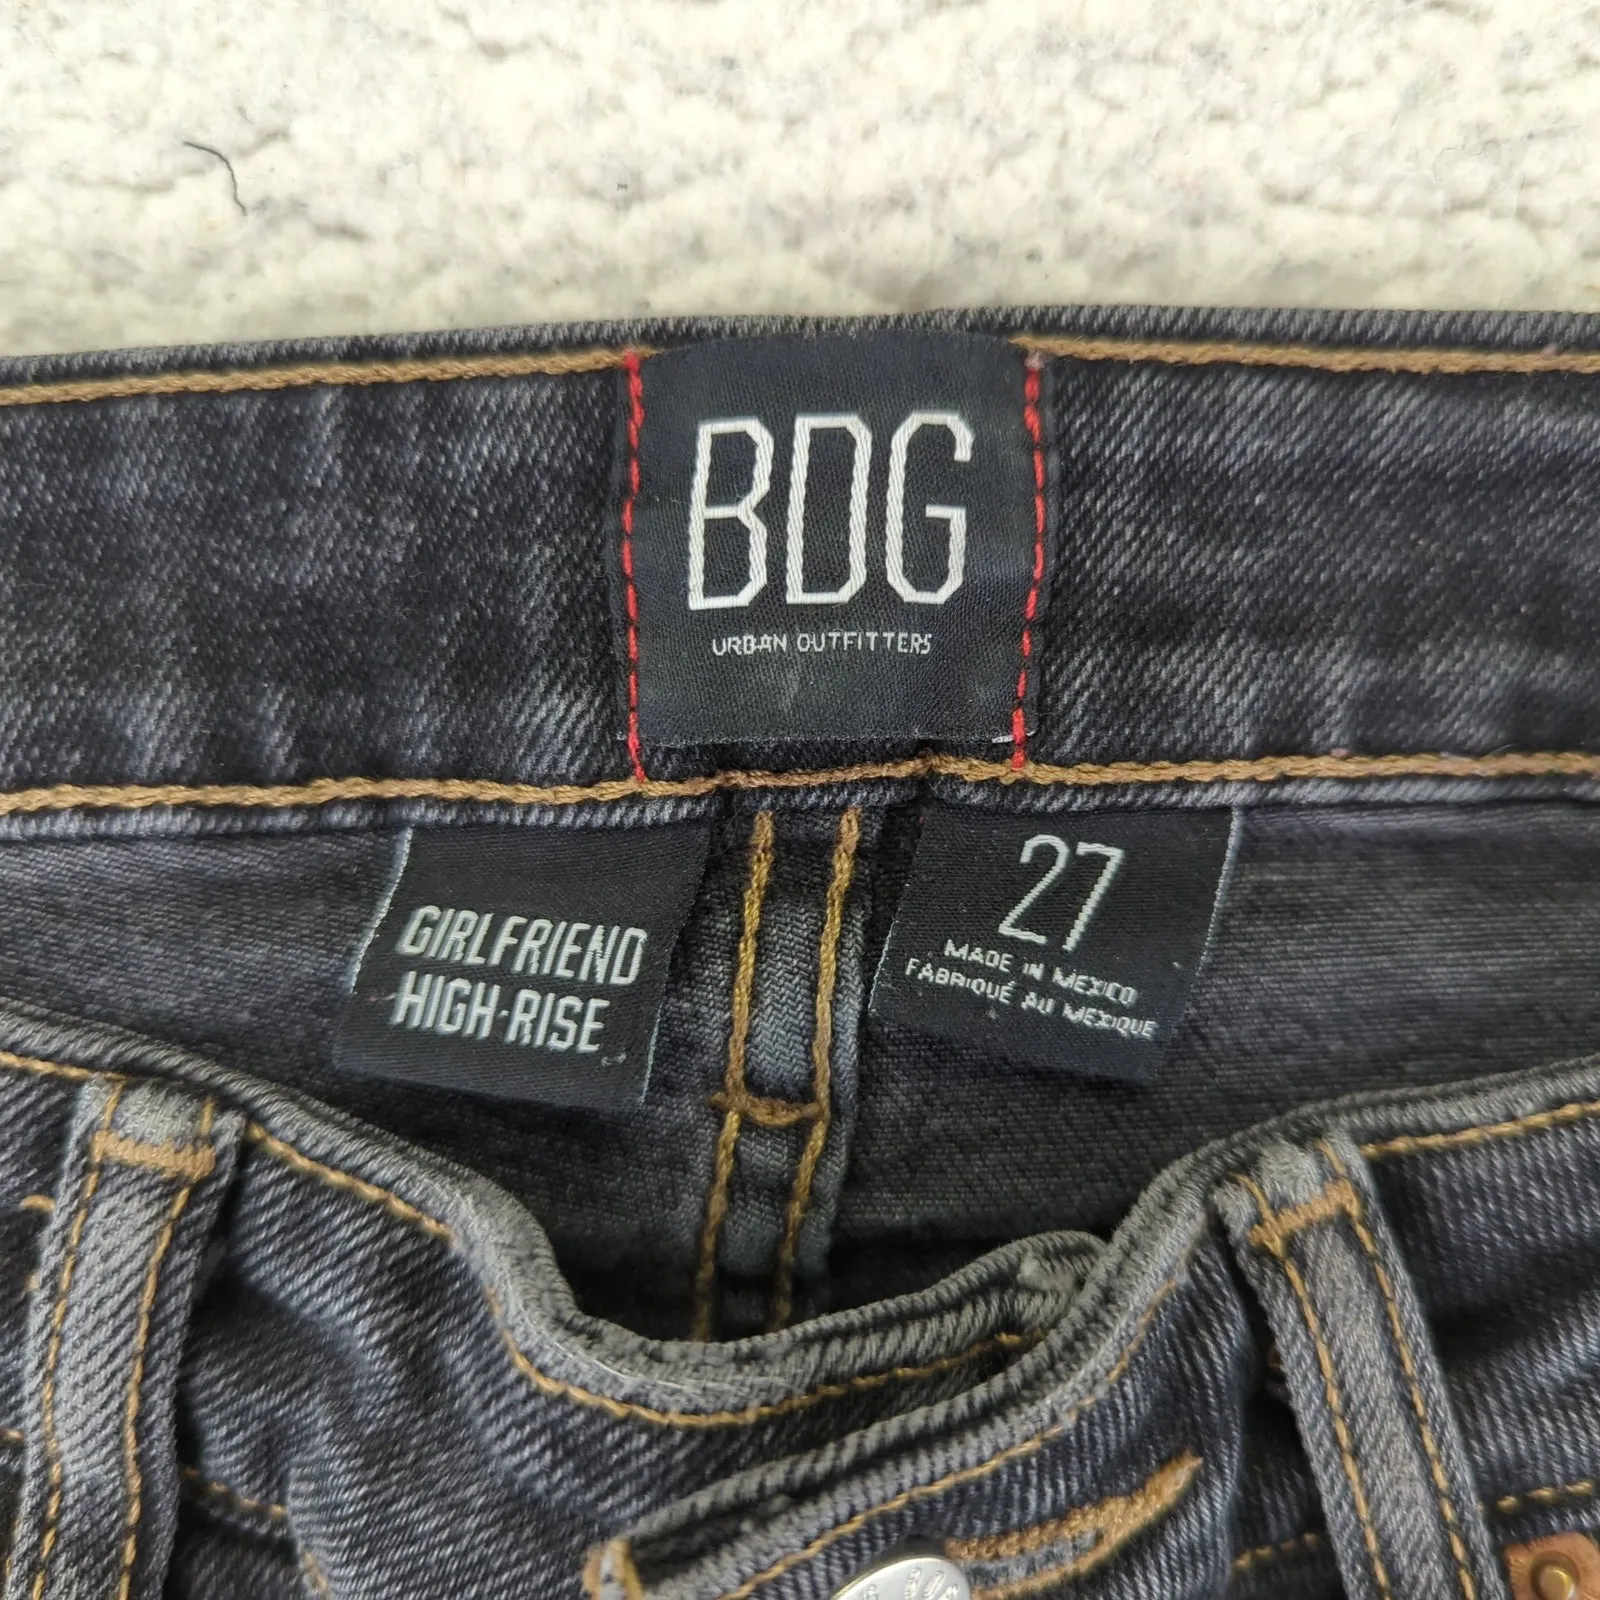 BDG
URBAN OUTFITTERS
GIRLFRIEND
HIGH-RISE
27
MADE IN MEXICO
FABRIQUÉ AU MEXIQUE